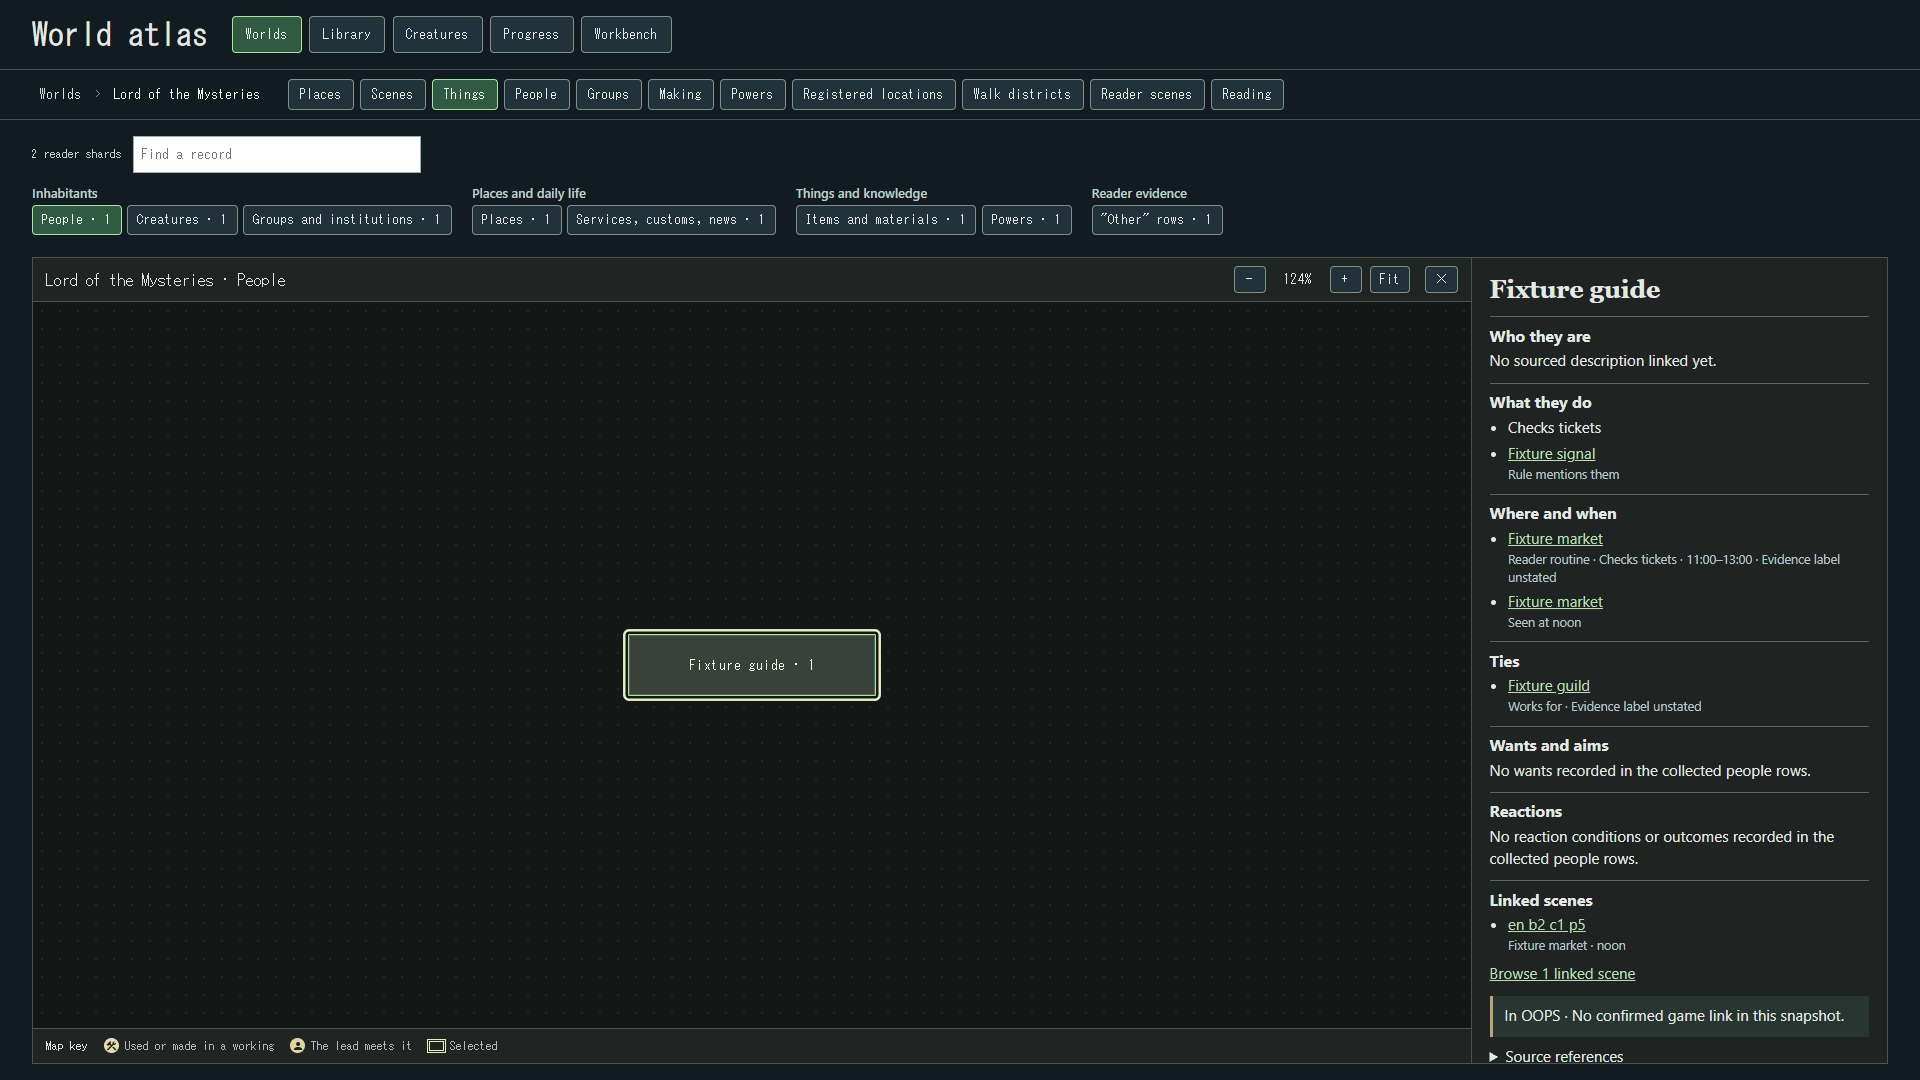 World atlas
Worlds
Library
Creatures
Progress
Workbench
Worlds > Lord of the Mysteries
Places
Scenes
Things
People
Groups
Making
Powers
Registered locations
Walk districts
Reader scenes
Reading
2 reader shards
Find a record
Inhabitants
People · 1
Creatures · 1
Groups and institutions · 1
Places and daily life
Places · 1
Services, customs, news · 1
Things and knowledge
Items and materials · 1
Powers · 1
Reader evidence
"Other" rows · 1
Lord of the Mysteries · People
−
124%
+
Fit
×
Fixture guide · 1
Map key
Used or made in a working
The lead meets it
Selected
Fixture guide
Who they are
No sourced description linked yet.
What they do
• Checks tickets
• Fixture signal
Rule mentions them
Where and when
• Fixture market
Reader routine · Checks tickets · 11:00–13:00 · Evidence label
unstated
• Fixture market
Seen at noon
Ties
• Fixture guild
Works for · Evidence label unstated
Wants and aims
No wants recorded in the collected people rows.
Reactions
No reaction conditions or outcomes recorded in the
collected people rows.
Linked scenes
• en b2 c1 p5
Fixture market · noon
Browse 1 linked scene
In OOPS · No confirmed game link in this snapshot.
▶ Source references